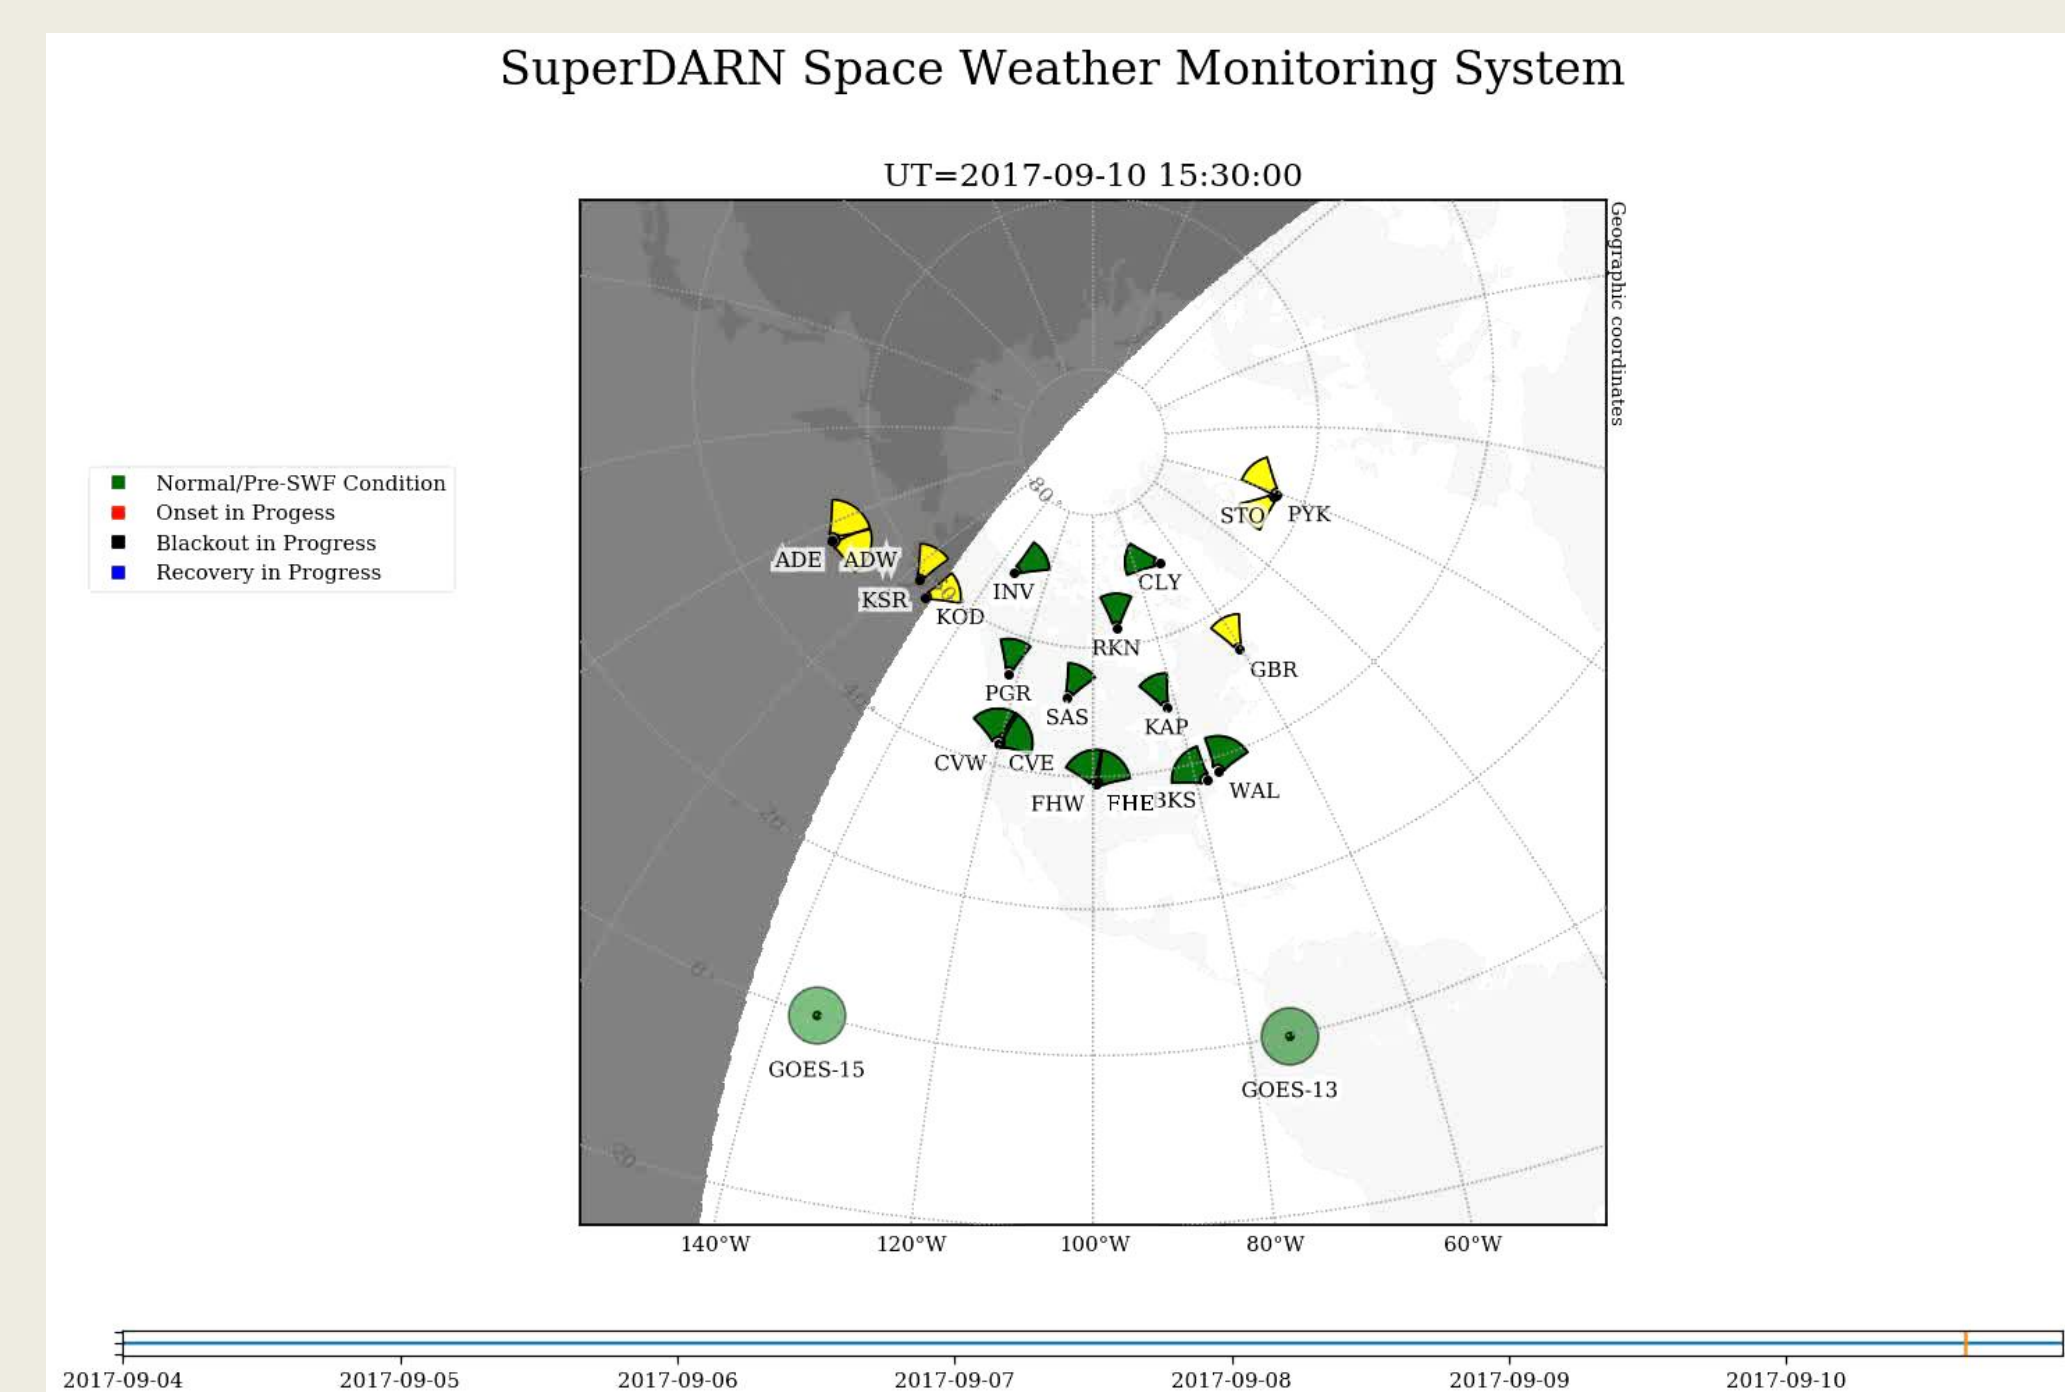 SuperDARN Space Weather Monitoring System
UT=2017-09-10 15:30:00
Geographic coordinates
Normal/Pre-SWF Condition
Onset in Progess
Blackout in Progress
Recovery in Progress
80°
STO PYK
ADE ADW
KSR
KOD
INV
CLY
RKN
GBR
PGR
SAS
KAP
CVW CVE
FHW FHE BKS
WAL
40°
20°
0°
GOES-15
GOES-13
140°W 120°W 100°W 80°W 60°W
2017-09-04 2017-09-05 2017-09-06 2017-09-07 2017-09-08 2017-09-09 2017-09-10